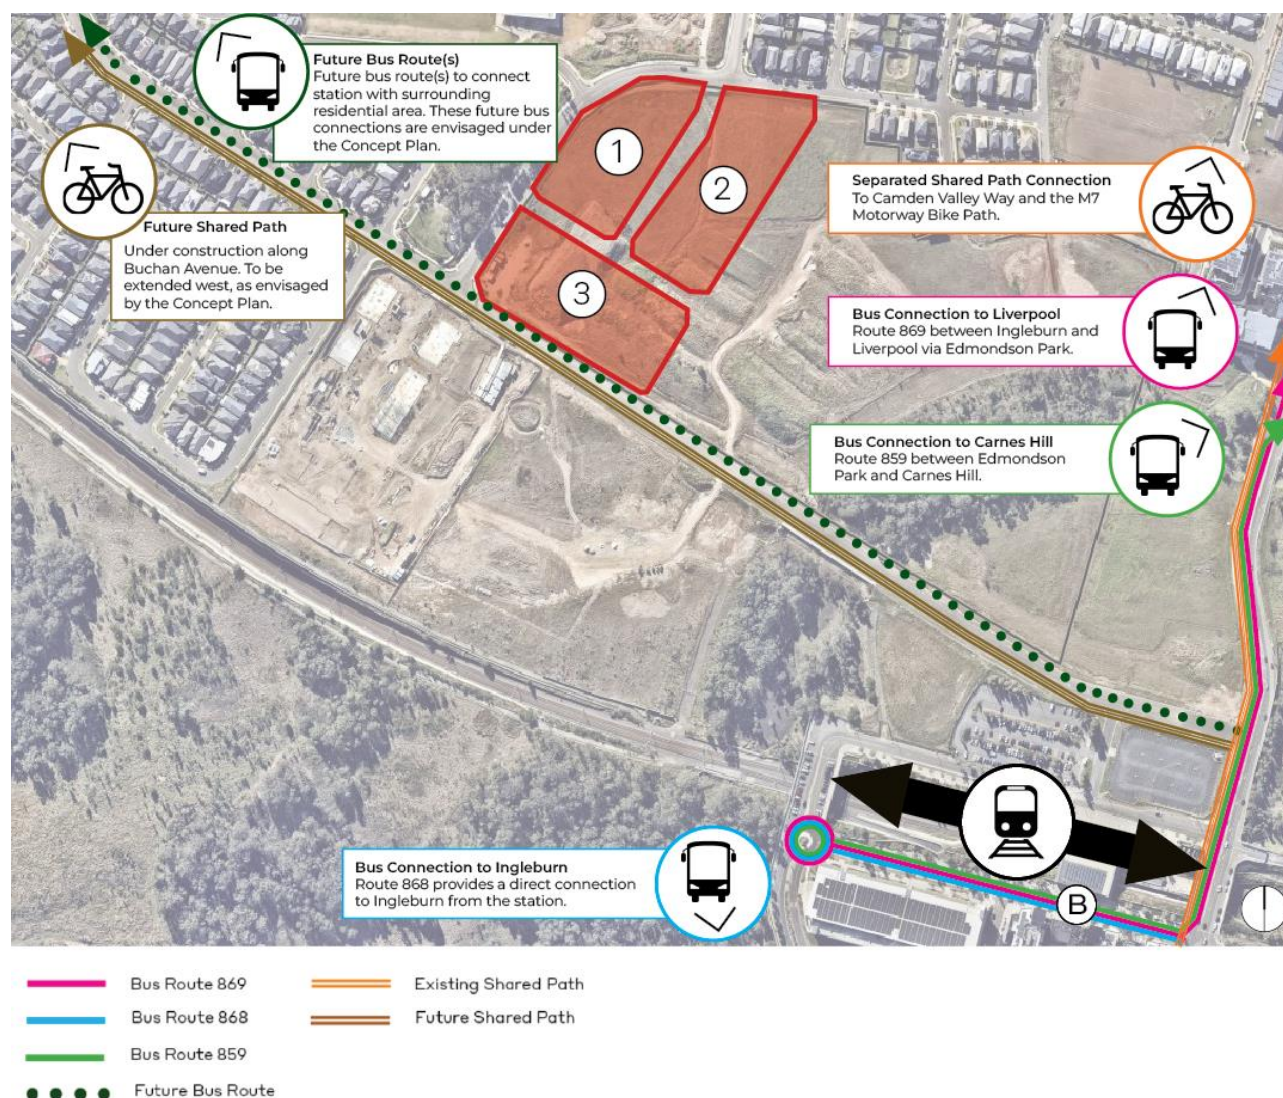 Future Bus Route(s)
Future bus route(s) to connect
station with surrounding
residential area. These future bus
connections are envisaged under
the Concept Plan.
Future Shared Path
Under construction along
Buchan Avenue. To be
extended west, as envisaged
by the Concept Plan.
1
2
3
Separated Shared Path Connection
To Camden Valley Way and the M7
Motorway Bike Path.
Bus Connection to Liverpool
Route 869 between Ingleburn and
Liverpool via Edmondson Park.
Bus Connection to Carnes Hill
Route 859 between Edmondson
Park and Carnes Hill.
Bus Connection to Ingleburn
Route 868 provides a direct connection
to Ingleburn from the station.
B
Bus Route 869
Bus Route 868
Bus Route 859
Future Bus Route
Existing Shared Path
Future Shared Path